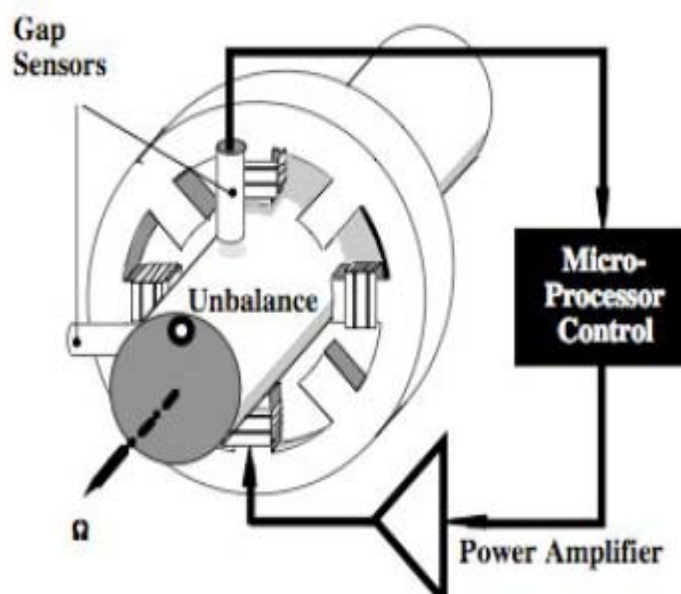 Gap
Sensors
Unbalance
Micro-
Processor
Control
Power Amplifier
Ω